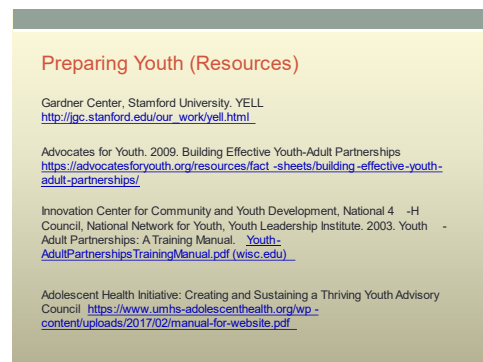 Preparing Youth (Resources)
Gardner Center, Stamford University. YELL
http://jgc.stanford.edu/our_work/yell.html
Advocates for Youth. 2009. Building Effective Youth-Adult Partnerships
https://advocatesforyouth.org/resources/fact -sheets/building -effective-youth-
adult-partnerships/
Innovation Center for Community and Youth Development, National 4 -H
Council, National Network for Youth, Youth Leadership Institute. 2003. Youth -
Adult Partnerships: A Training Manual. Youth-
AdultPartnershipsTrainingManual.pdf (wisc.edu)
Adolescent Health Initiative: Creating and Sustaining a Thriving Youth Advisory
Council https://www.umhs-adolescenthealth.org/wp -
content/uploads/2017/02/manual-for-website.pdf